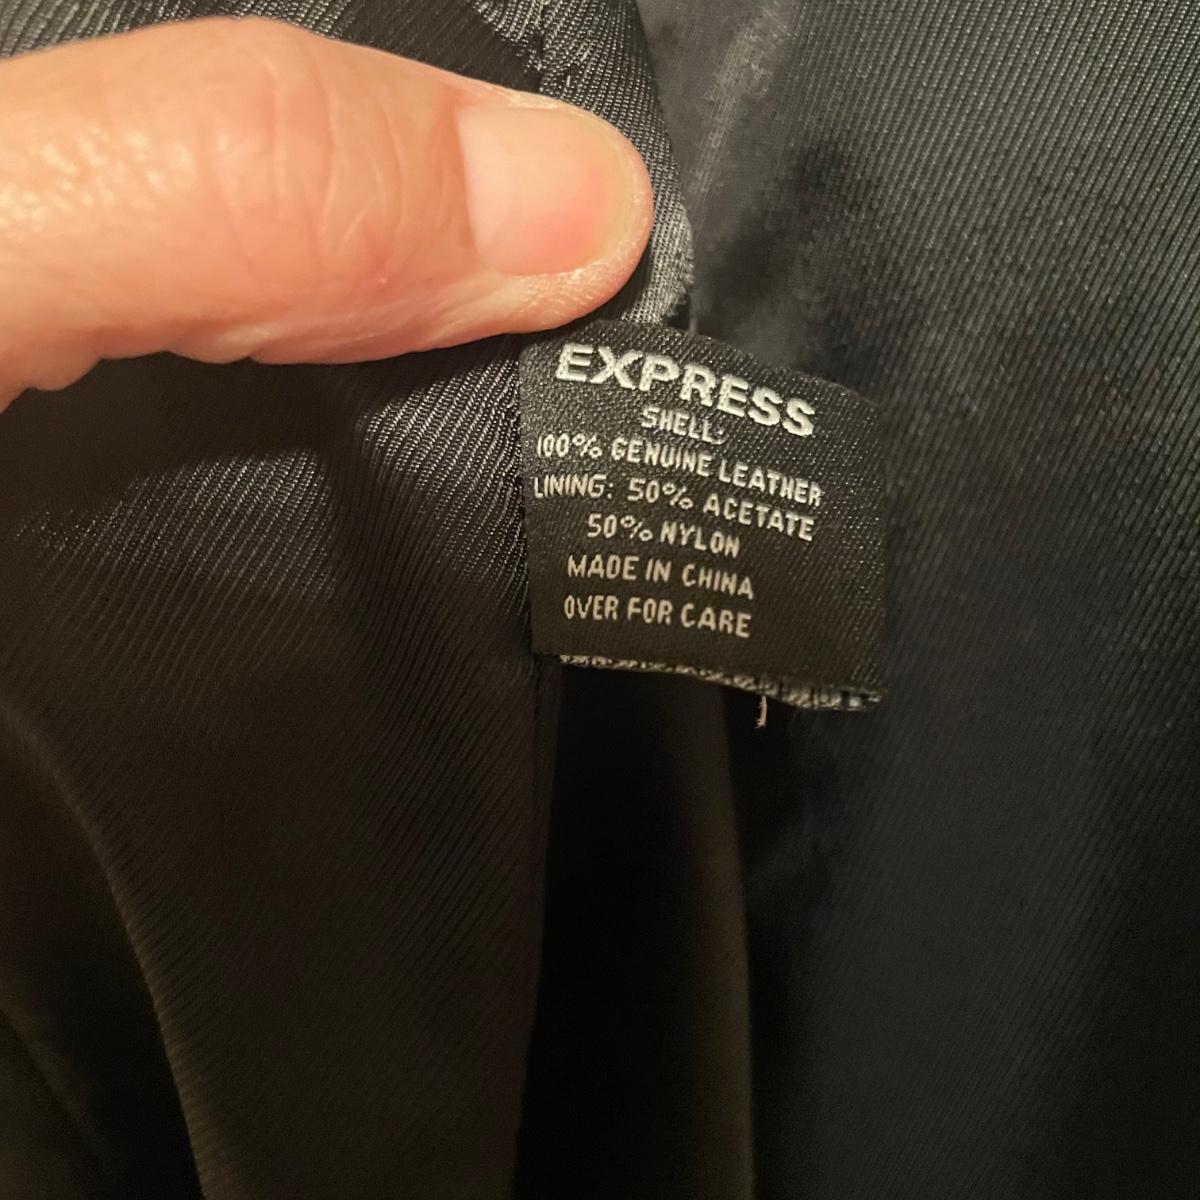 EXPRESS
SHELL:
100% GENUINE LEATHER
LINING: 50% ACETATE
50% NYLON
MADE IN CHINA
OVER FOR CARE